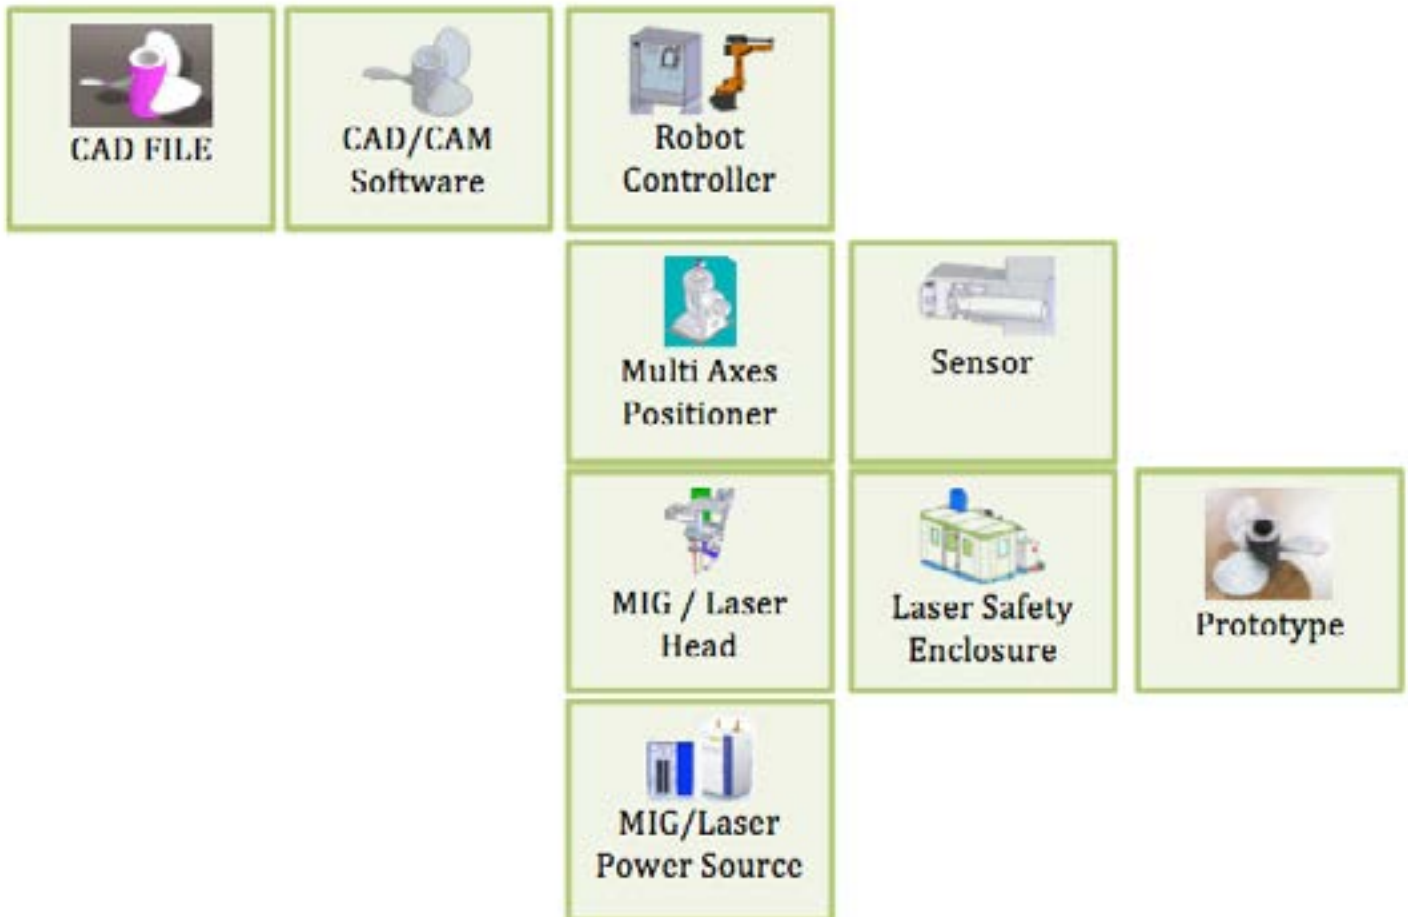 CAD FILE
CAD/CAM
Software
Robot
Controller
Multi Axes
Positioner
Sensor
MIG / Laser
Head
Laser Safety
Enclosure
Prototype
MIG/Laser
Power Source